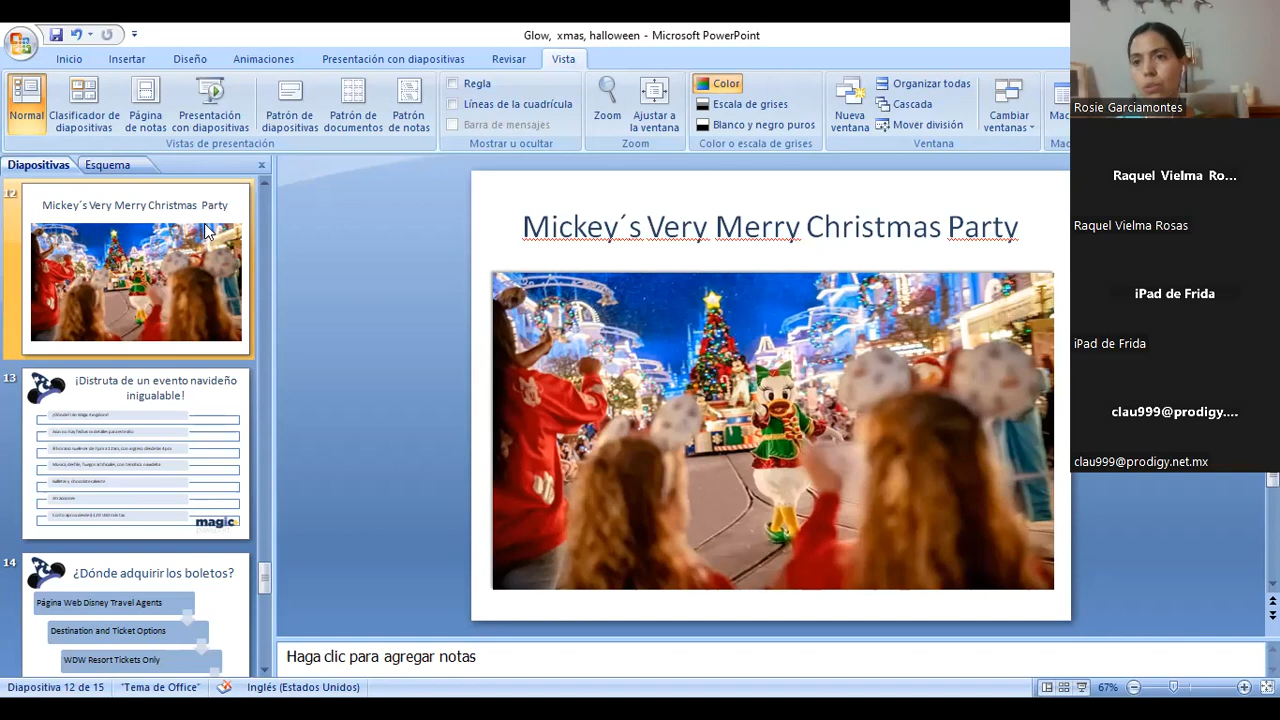 Glow, xmas, halloween - Microsoft PowerPoint
Inicio Insertar Diseño Animaciones Presentación con diapositivas Revisar Vista
Normal
Clasificador de diapositivas
Página de notas
Presentación con diapositivas
Vistas de presentación
Patrón de diapositivas
Patrón de documentos
Patrón de notas
Regla
Líneas de la cuadrícula
Barra de mensajes
Mostrar u ocultar
Zoom
Ajustar a la ventana
Zoom
Color
Escala de grises
Blanco y negro puros
Color o escala de grises
Nueva ventana
Organizar todas
Cascada
Mover división
Cambiar ventanas
Ventana
Rosie Garciamontes
Raquel Vielma Ro...
Raquel Vielma Rosas
iPad de Frida
iPad de Frida
clau999@prodigy....
clau999@prodigy.net.mx
Diapositivas Esquema
12
Mickey´s Very Merry Christmas Party
13
¡Distruta de un evento navideño
inigualable!
magic
14
¿Dónde adquirir los boletos?
Página Web Disney Travel Agents
Destination and Ticket Options
WDW Resort Tickets Only
Mickey´s Very Merry Christmas Party
Haga clic para agregar notas
Diapositiva 12 de 15 "Tema de Office" Inglés (Estados Unidos) 67%